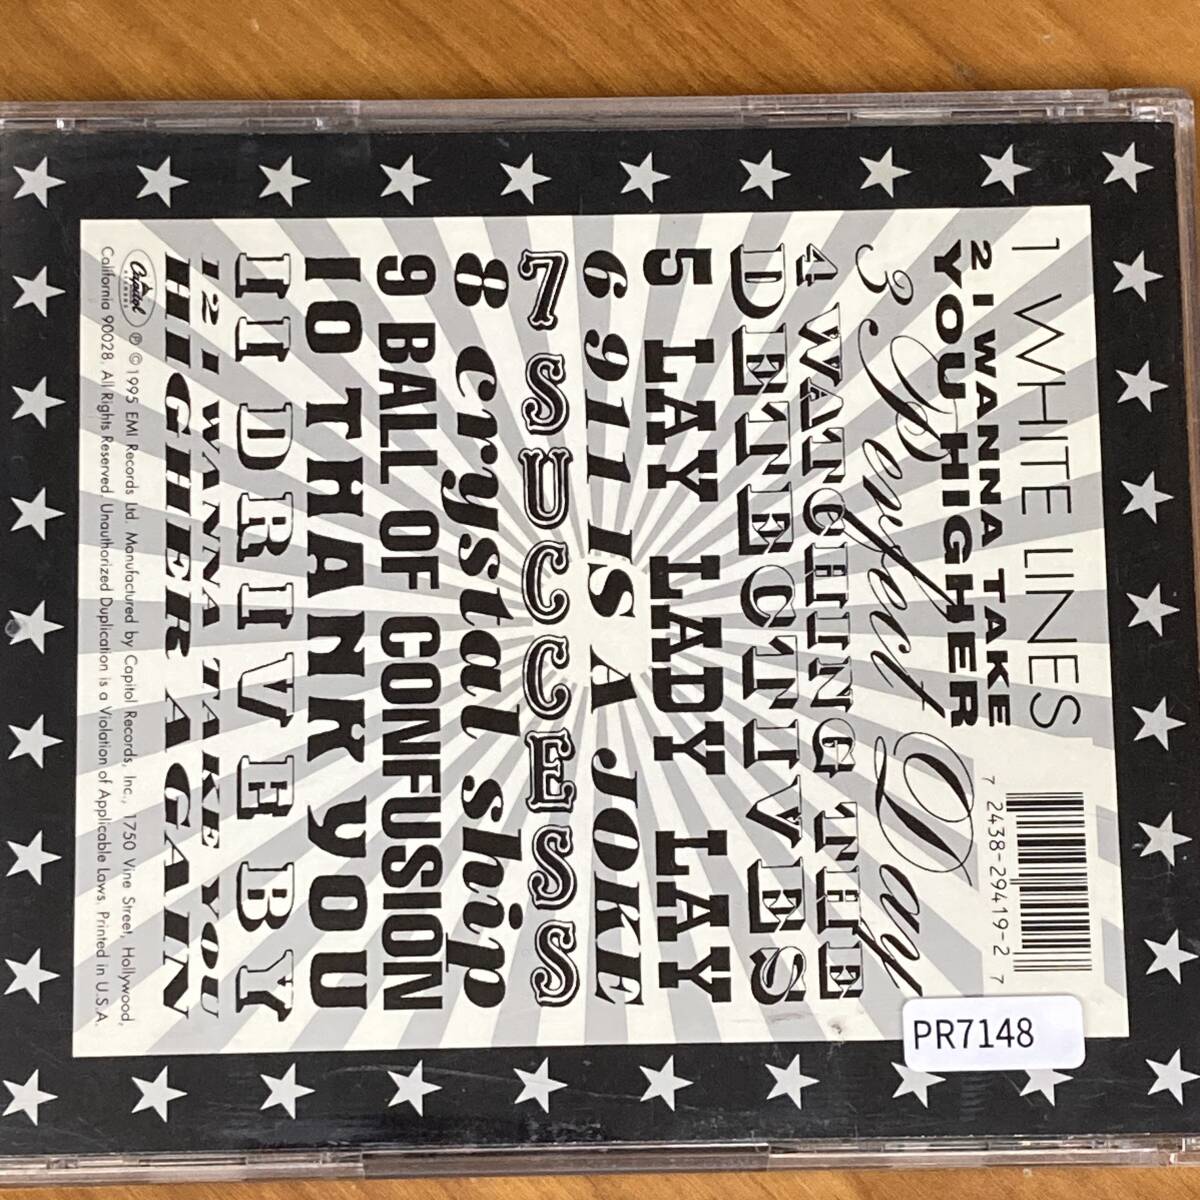 1 WHITE LINES
2 I WANNA TAKE
YOU HIGHER
3 Perfect Day
4 WATCHING THE
DETECTIVES
5 LAY LADY LAY
6 911 IS A JOKE
7 SUCCESS
8 crystal ship
9 BALL OF CONFUSION
10 THANK YOU
11 DRIVE BY
12 I WANNA TAKE YOU
HIGHER AGAIN
Capitol
RECORDS
℗ © 1995 EMI Records Ltd. Manufactured by Capitol Records, Inc., 1750 Vine Street, Hollywood,
California 90028. All Rights Reserved. Unauthorized Duplication is a Violation of Applicable Laws. Printed in U.S.A.
7 2438-29419-2 7
PR7148